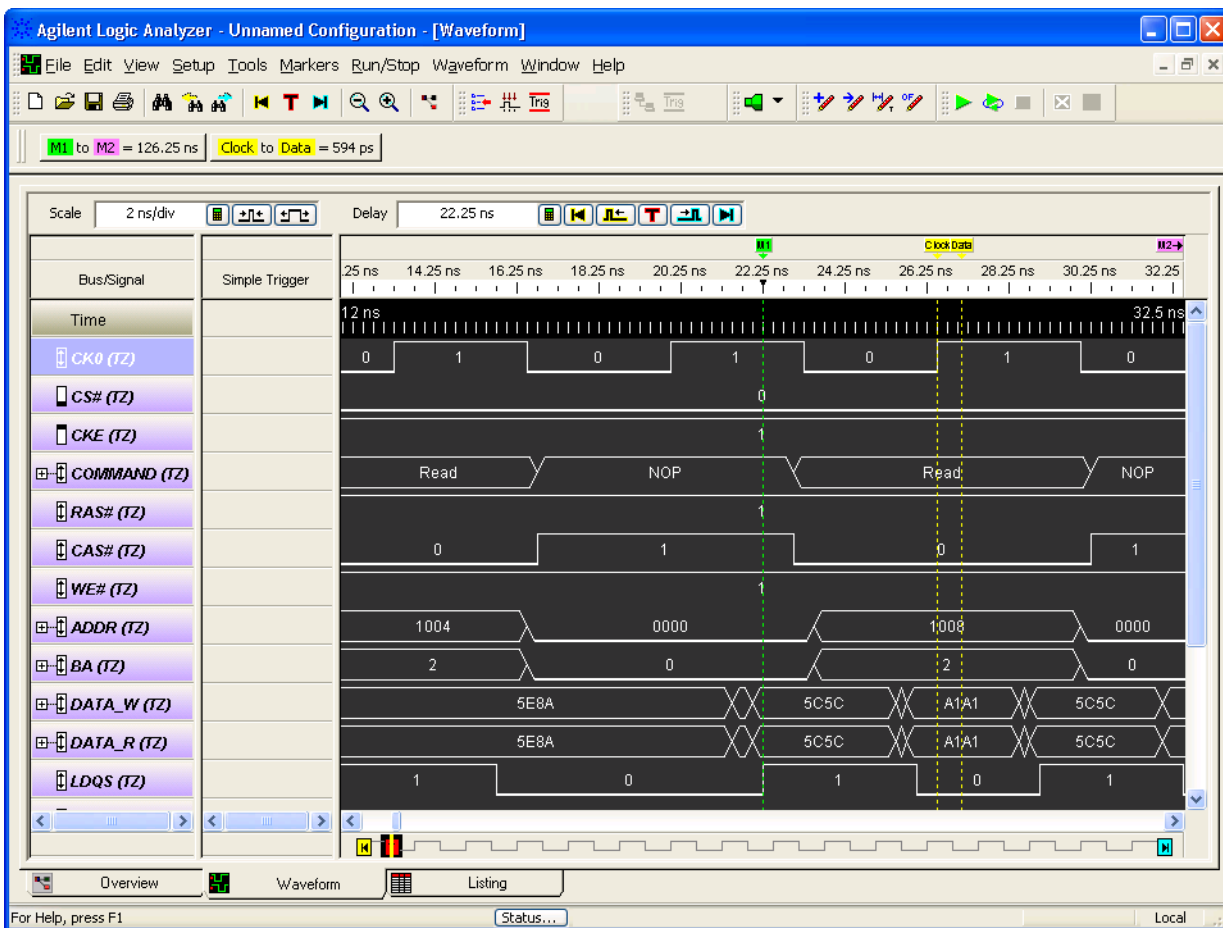 Agilent Logic Analyzer - Unnamed Configuration - [Waveform]
File Edit View Setup Tools Markers Run/Stop Waveform Window Help
T Trig Trig
M1 to M2 = 126.25 ns Clock to Data = 594 ps
Scale 2 ns/div Delay 22.25 ns T
M1 Clock Data M2
Bus/Signal Simple Trigger .25 ns 14.25 ns 16.25 ns 18.25 ns 20.25 ns 22.25 ns 24.25 ns 26.25 ns 28.25 ns 30.25 ns 32.25
Time 12 ns 32.5 ns
CK0 (TZ) 0 1 0 1 0 1 0
CS# (TZ) 0
CKE (TZ) 1
COMMAND (TZ) Read NOP Read NOP
RAS# (TZ) 1
CAS# (TZ) 0 1 0 1
WE# (TZ) 1
ADDR (TZ) 1004 0000 1008 0000
BA (TZ) 2 0 2 0
DATA_W (TZ) 5E8A 5C5C A1A1 5C5C
DATA_R (TZ) 5E8A 5C5C A1A1 5C5C
LDQS (TZ) 1 0 1 0 1
Overview Waveform Listing
For Help, press F1 Status... Local